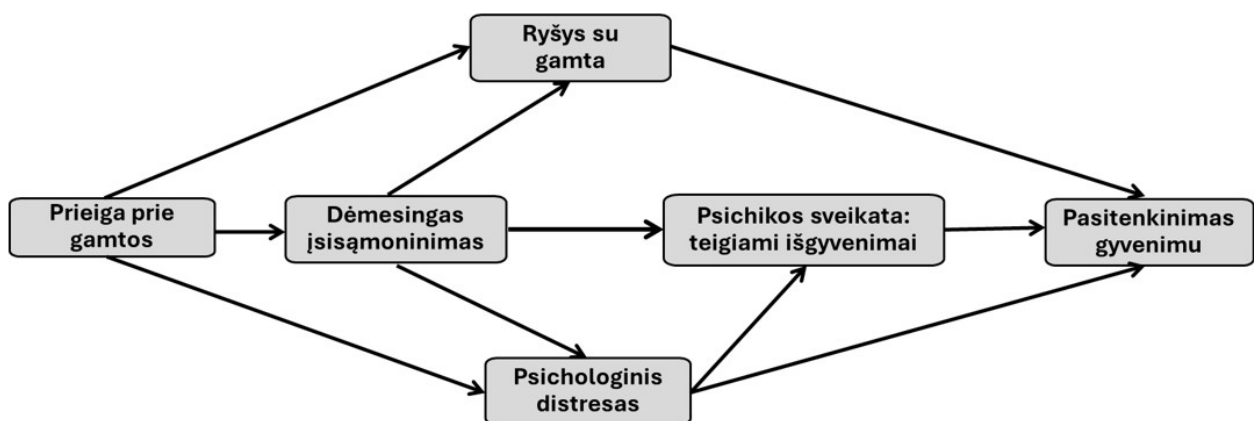 Ryšys su
gamta
Prieiga prie
gamtos
Dėmesingas
įsisąmoninimas
Psichikos sveikata:
teigiami išgyvenimai
Pasitenkinimas
gyvenimu
Psichologinis
distresas